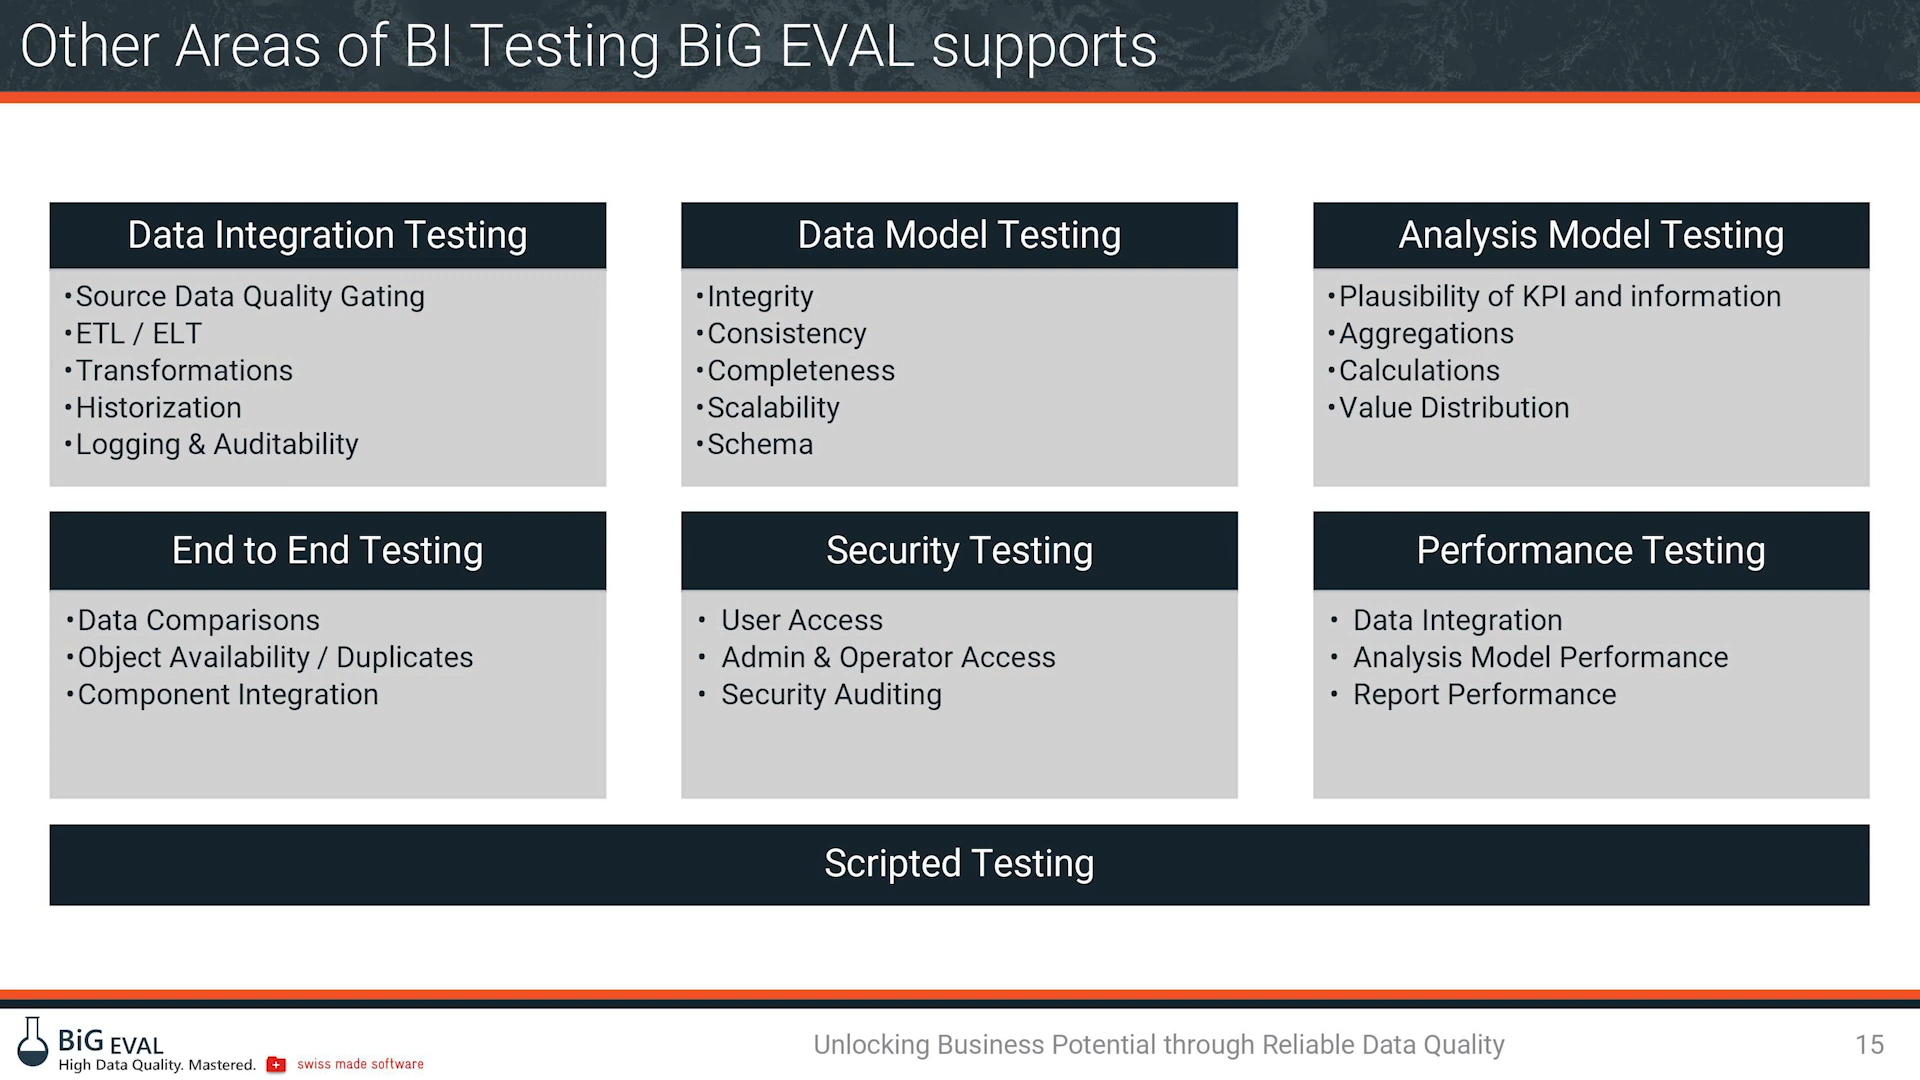 Other Areas of BI Testing BiG EVAL supports
Data Integration Testing
•Source Data Quality Gating
•ETL / ELT
•Transformations
•Historization
•Logging & Auditability
Data Model Testing
•Integrity
•Consistency
•Completeness
•Scalability
•Schema
Analysis Model Testing
•Plausibility of KPI and information
•Aggregations
•Calculations
•Value Distribution
End to End Testing
•Data Comparisons
•Object Availability / Duplicates
•Component Integration
Security Testing
• User Access
• Admin & Operator Access
• Security Auditing
Performance Testing
• Data Integration
• Analysis Model Performance
• Report Performance
Scripted Testing
BiG EVAL
High Data Quality. Mastered.
swiss made software
Unlocking Business Potential through Reliable Data Quality
15